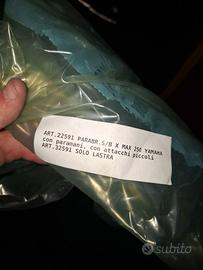 ART.22591 PARABR.S/B X MAX 250 YAMAHA
con paramani, con attacchi piccoli
ART.32591 SOLO LASTRA
subito